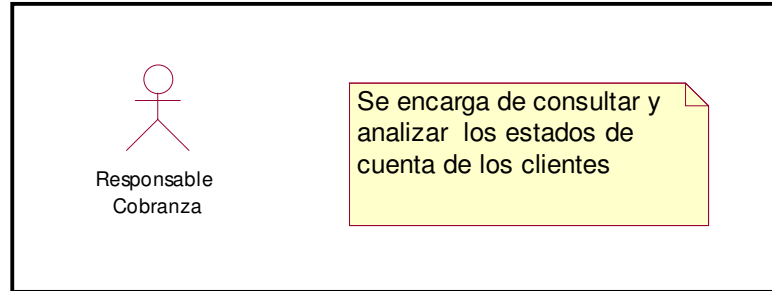 Responsable
Cobranza
Se encarga de consultar y
analizar  los estados de
cuenta de los clientes